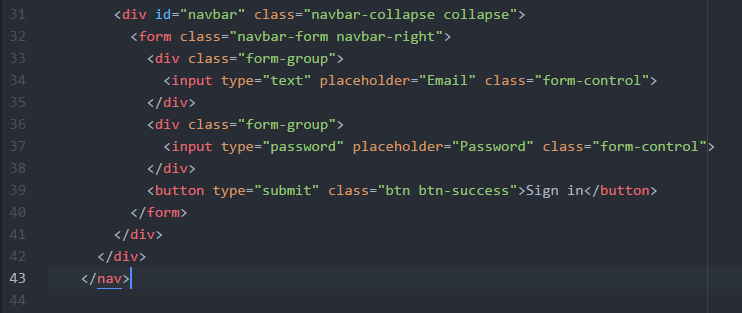 31 <div id="navbar" class="navbar-collapse collapse">
32 <form class="navbar-form navbar-right">
33 <div class="form-group">
34 <input type="text" placeholder="Email" class="form-control">
35 </div>
36 <div class="form-group">
37 <input type="password" placeholder="Password" class="form-control">
38 </div>
39 <button type="submit" class="btn btn-success">Sign in</button>
40 </form>
41 </div>
42 </div>
43 </nav>
44